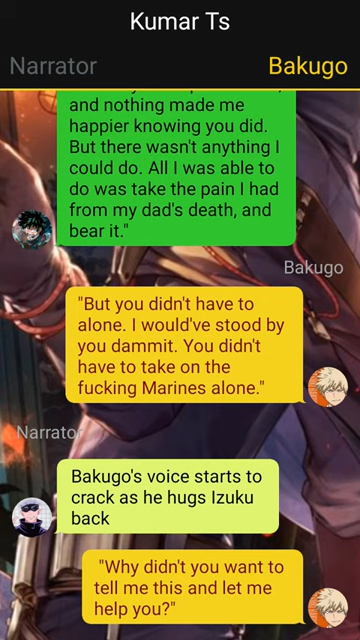 Kumar Ts
Narrator
Bakugo
and nothing made me
happier knowing you did.
But there wasn't anything I
could do. All I was able to
do was take the pain I had
from my dad's death, and
bear it."
Bakugo
"But you didn't have to
alone. I would've stood by
you dammit. You didn't
have to take on the
fucking Marines alone."
Narrator
Bakugo's voice starts to
crack as he hugs Izuku
back
"Why didn't you want to
tell me this and let me
help you?"